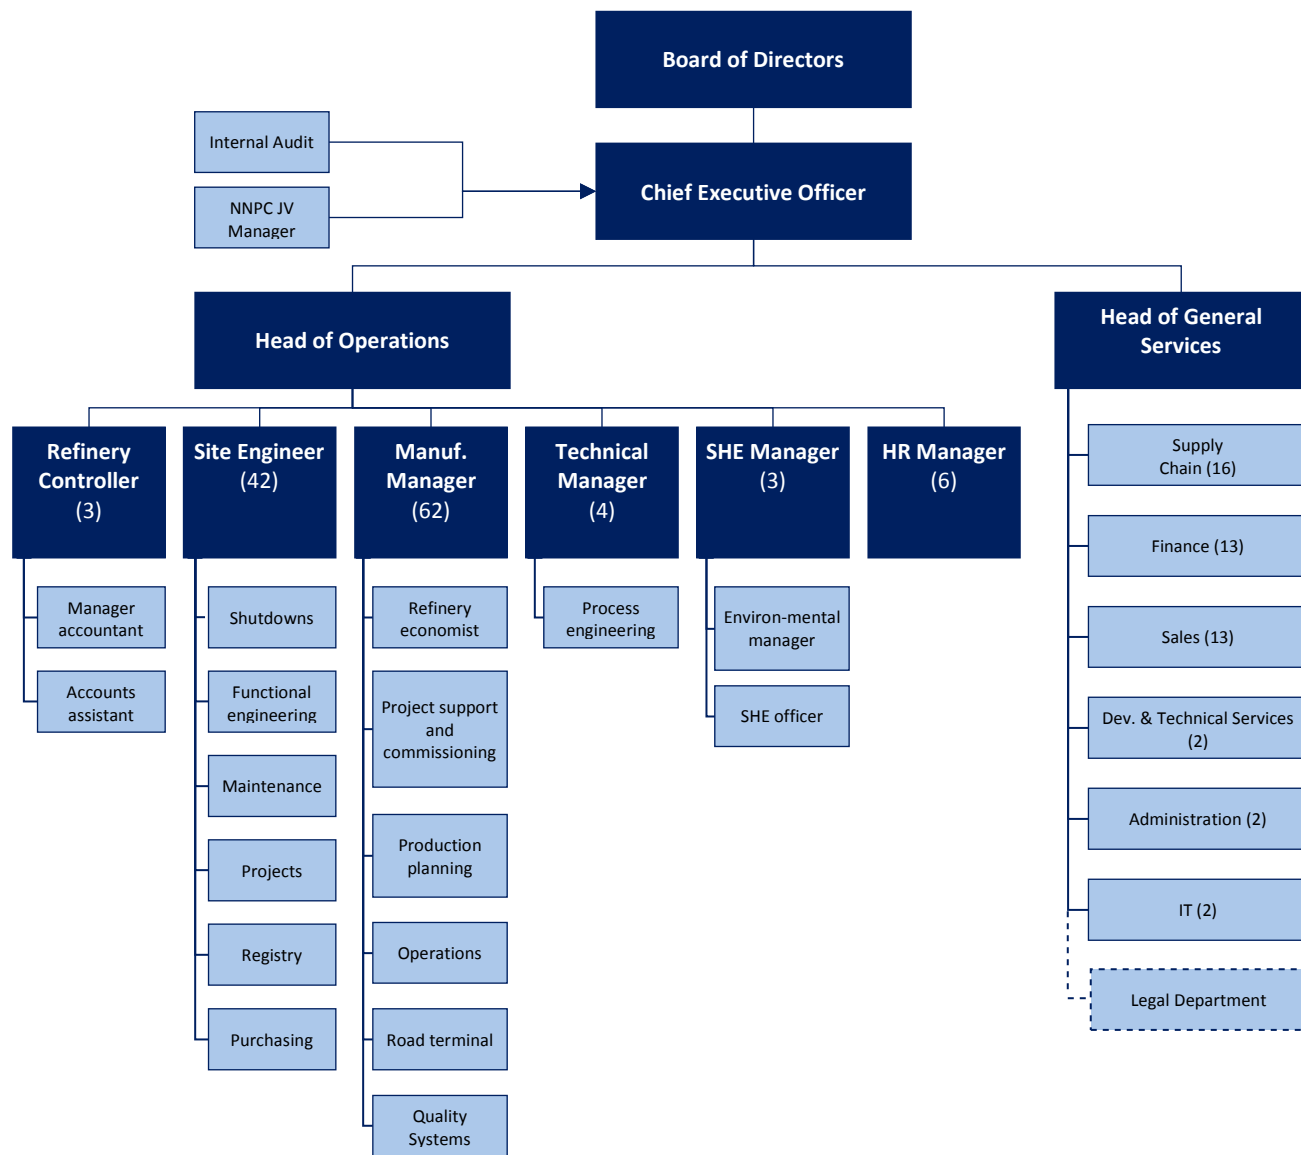 Board of Directors
Internal Audit
NNPC JV
Manager
Chief Executive Officer
Head of Operations
Head of General
Services
Refinery
Controller
(3)
Site Engineer
(42)
Manuf.
Manager
(62)
Technical
Manager
(4)
SHE Manager
(3)
HR Manager
(6)
Manager
accountant
Accounts
assistant
Shutdowns
Functional
engineering
Maintenance
Projects
Registry
Purchasing
Refinery
economist
Project support
and
commissioning
Production
planning
Operations
Road terminal
Quality
Systems
Process
engineering
Environ-mental
manager
SHE officer
Supply
Chain (16)
Finance (13)
Sales (13)
Dev. & Technical Services
(2)
Administration (2)
IT (2)
Legal Department